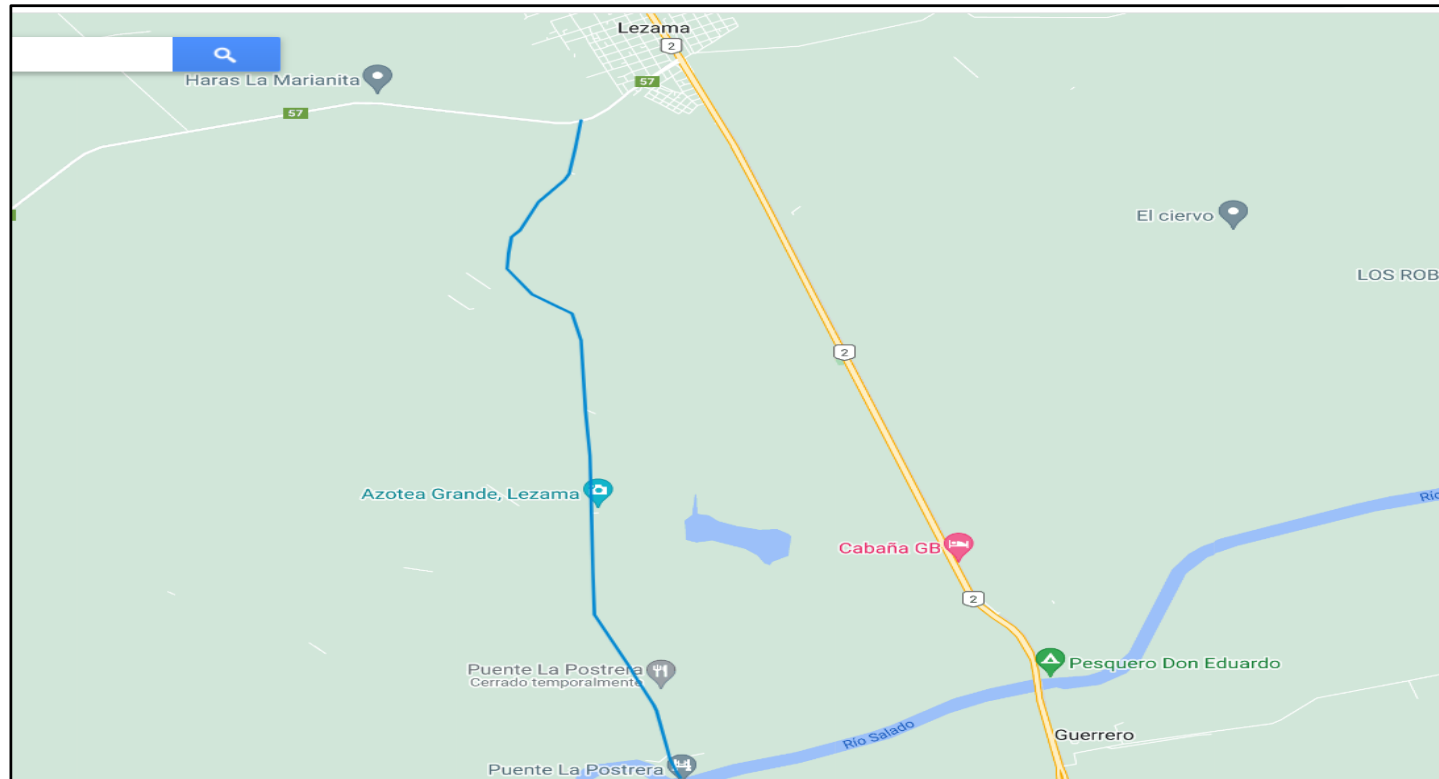 Lezama
2
Haras La Marianita
57
57
El ciervo
LOS ROB
2
Azotea Grande, Lezama
Río
Cabaña GB
2
Puente La Postrera
Cerrado temporalmente
Pesquero Don Eduardo
Río Salado
Guerrero
Puente La Postrera